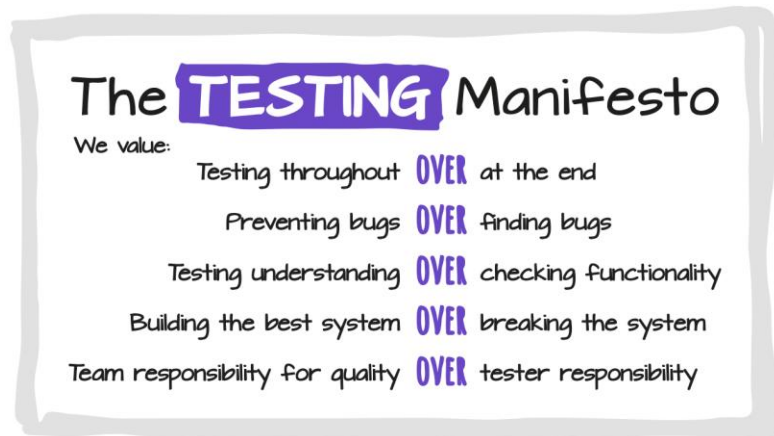 The TESTING Manifesto
We value:
Testing throughout OVER at the end
Preventing bugs OVER finding bugs
Testing understanding OVER checking functionality
Building the best system OVER breaking the system
Team responsibility for quality OVER tester responsibility